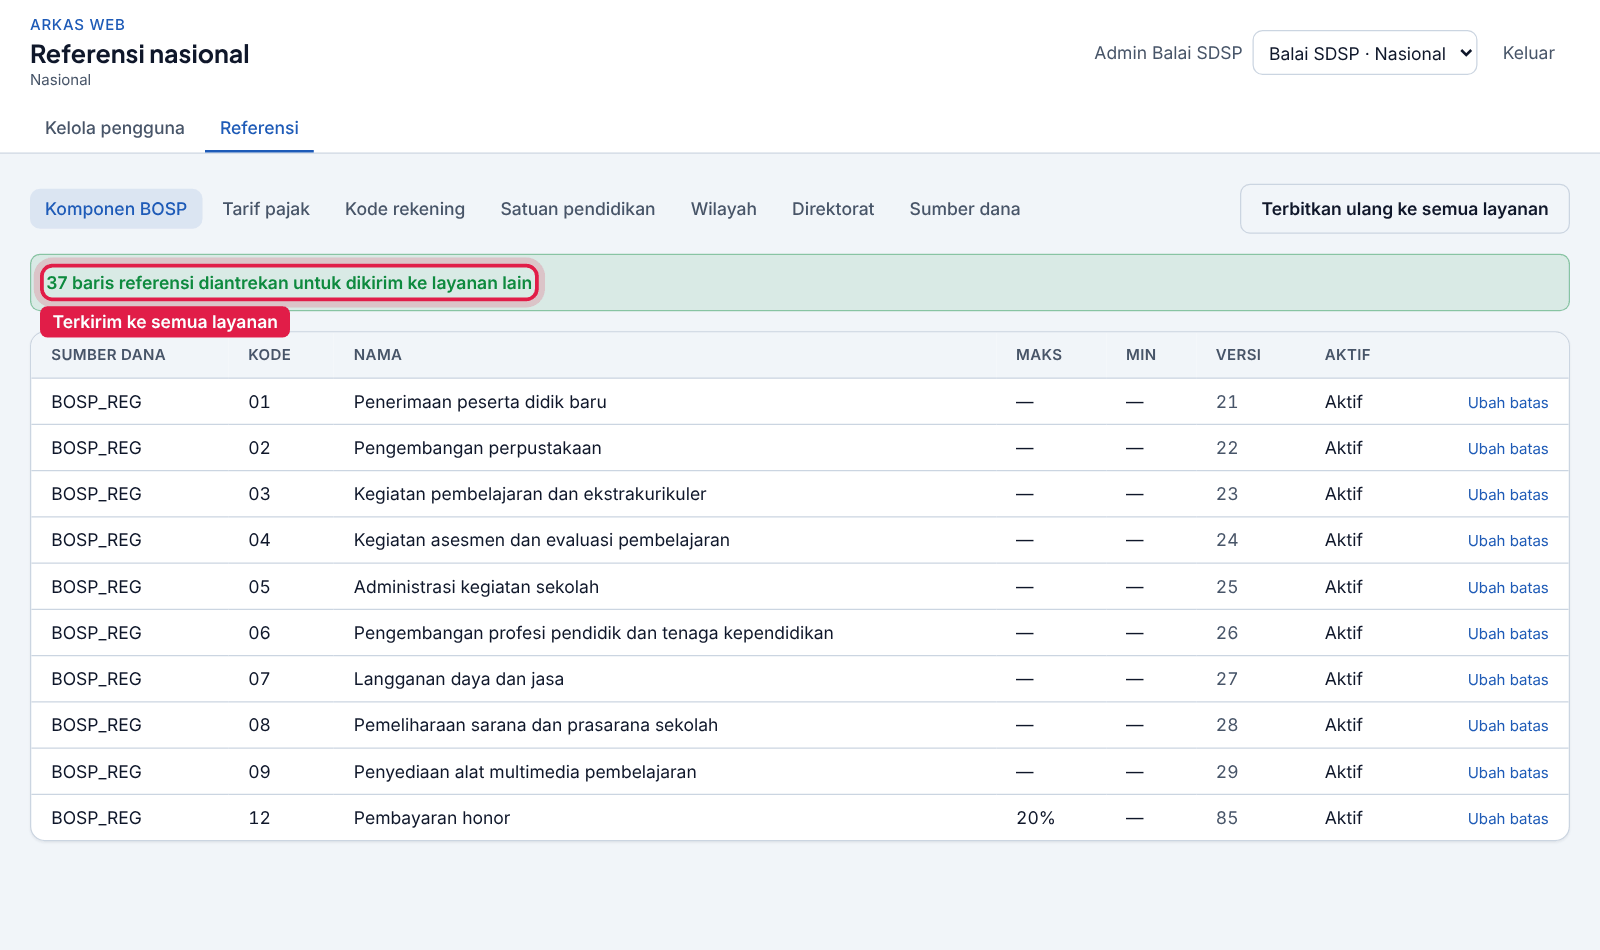 ARKAS WEB
Referensi nasional
Nasional
Admin Balai SDSP
Balai SDSP · Nasional
Keluar
Kelola pengguna
Referensi
Komponen BOSP
Tarif pajak
Kode rekening
Satuan pendidikan
Wilayah
Direktorat
Sumber dana
Terbitkan ulang ke semua layanan
37 baris referensi diantrekan untuk dikirim ke layanan lain
Terkirim ke semua layanan
SUMBER DANA KODE NAMA MAKS MIN VERSI AKTIF
BOSP_REG 01 Penerimaan peserta didik baru — — 21 Aktif Ubah batas
BOSP_REG 02 Pengembangan perpustakaan — — 22 Aktif Ubah batas
BOSP_REG 03 Kegiatan pembelajaran dan ekstrakurikuler — — 23 Aktif Ubah batas
BOSP_REG 04 Kegiatan asesmen dan evaluasi pembelajaran — — 24 Aktif Ubah batas
BOSP_REG 05 Administrasi kegiatan sekolah — — 25 Aktif Ubah batas
BOSP_REG 06 Pengembangan profesi pendidik dan tenaga kependidikan — — 26 Aktif Ubah batas
BOSP_REG 07 Langganan daya dan jasa — — 27 Aktif Ubah batas
BOSP_REG 08 Pemeliharaan sarana dan prasarana sekolah — — 28 Aktif Ubah batas
BOSP_REG 09 Penyediaan alat multimedia pembelajaran — — 29 Aktif Ubah batas
BOSP_REG 12 Pembayaran honor 20% — 85 Aktif Ubah batas